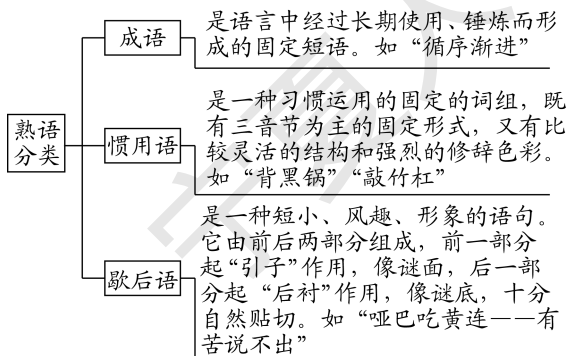 成语
是语言中经过长期使用、锤炼而形
成的固定短语。如“循序渐进”
熟语
分类
惯用语
是一种习惯运用的固定的词组，既
有三音节为主的固定形式，又有比
较灵活的结构和强烈的修辞色彩。
如“背黑锅”“敲竹杠”
歇后语
是一种短小、风趣、形象的语句。
它由前后两部分组成，前一部分
起“引子”作用，像谜面，后一部
分起“后衬”作用，像谜底，十分
自然贴切。如“哑巴吃黄连——有
苦说不出”